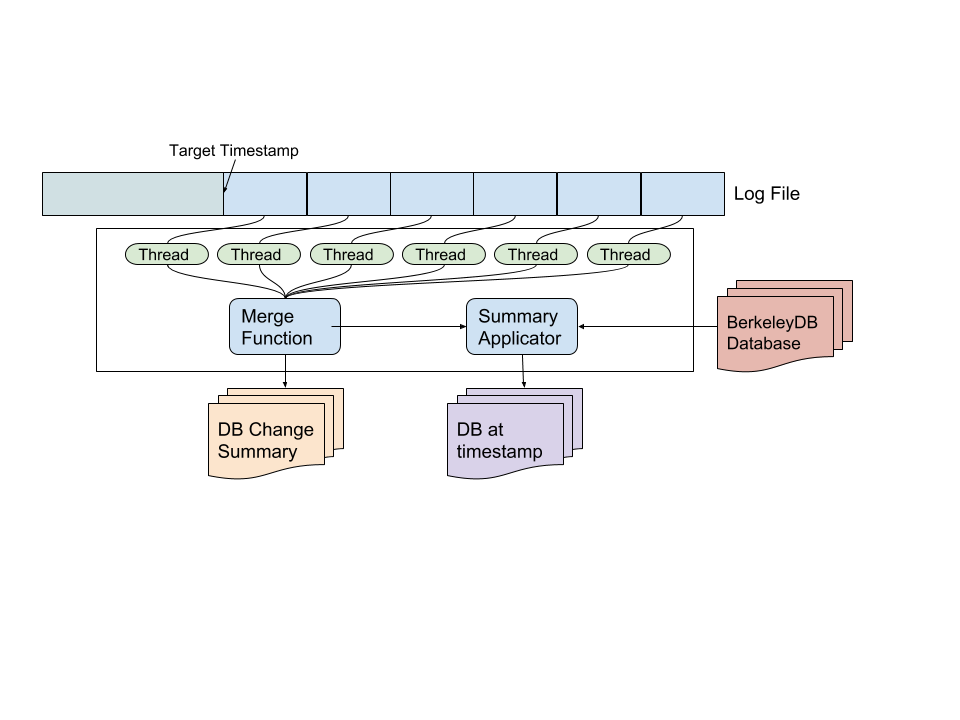 Target Timestamp
Log File
Thread Thread Thread Thread Thread Thread
Merge
Function
Summary
Applicator
BerkeleyDB
Database
DB Change
Summary
DB at
timestamp